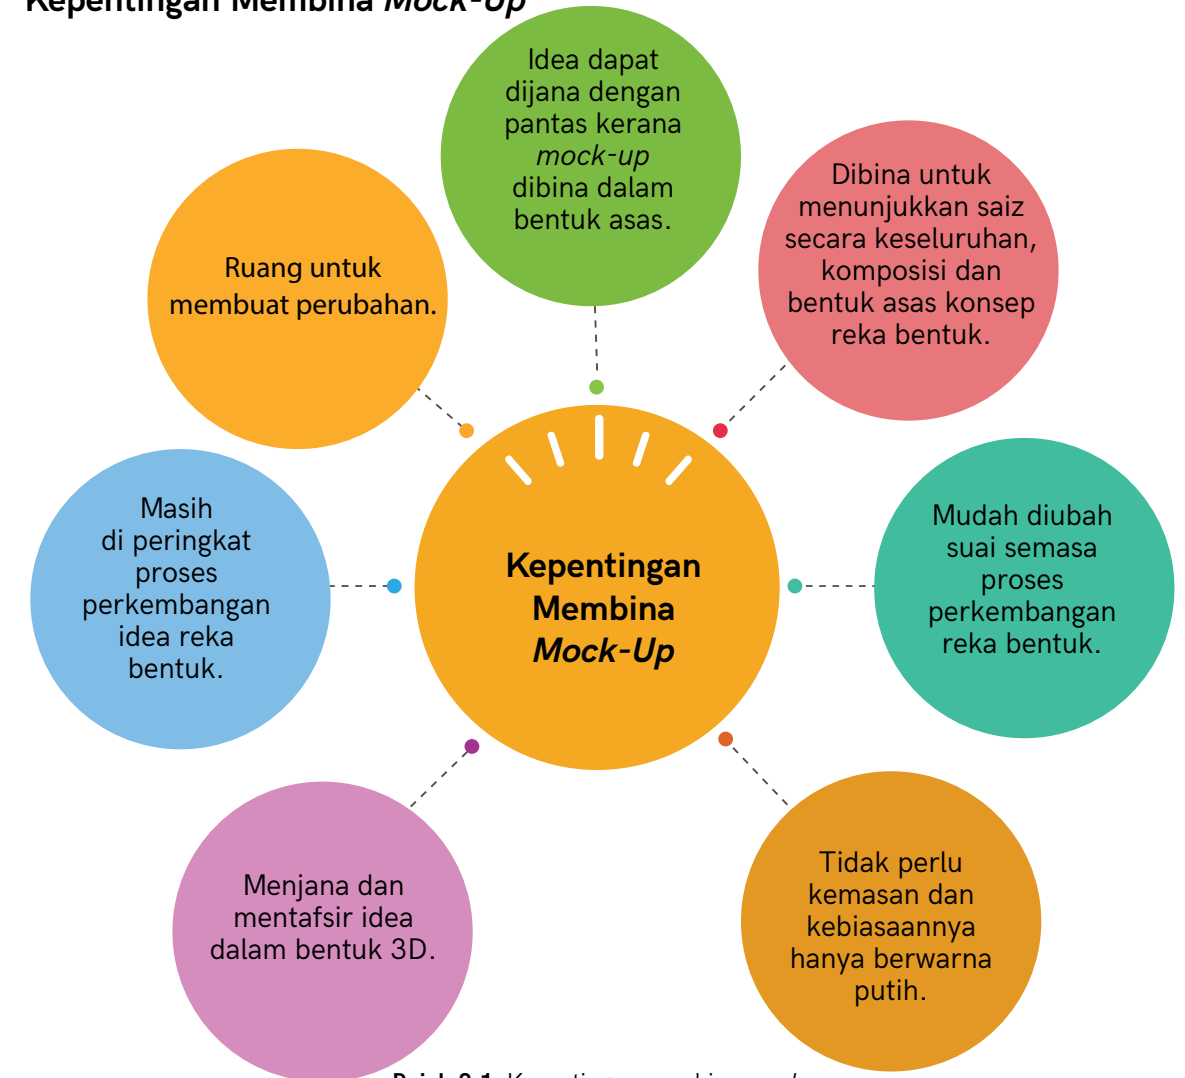 Kepentingan Membina Mock-Up
Idea dapat
dijana dengan
pantas kerana
mock-up
dibina dalam
bentuk asas.
Dibina untuk
menunjukkan saiz
secara keseluruhan,
komposisi dan
bentuk asas konsep
reka bentuk.
Ruang untuk
membuat perubahan.
Masih
di peringkat
proses
perkembangan
idea reka
bentuk.
Kepentingan
Membina
Mock-Up
Mudah diubah
suai semasa
proses
perkembangan
reka bentuk.
Menjana dan
mentafsir idea
dalam bentuk 3D.
Tidak perlu
kemasan dan
kebiasaannya
hanya berwarna
putih.